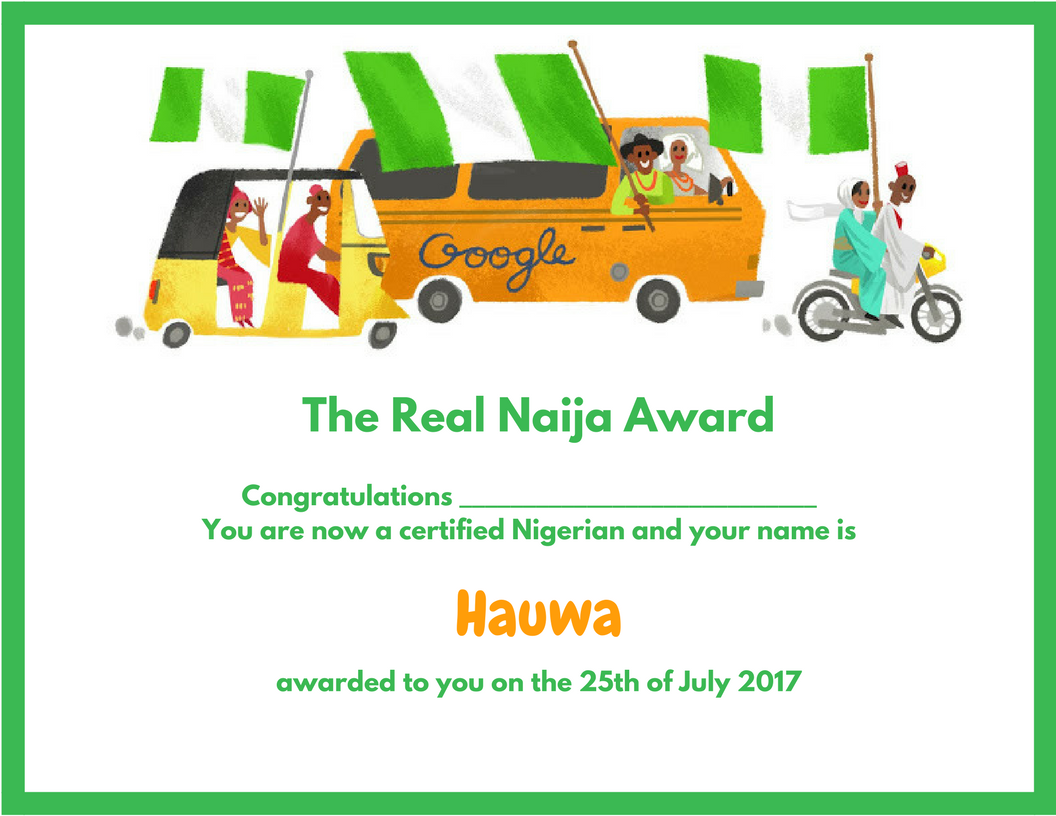 Google
The Real Naija Award
Congratulations ____________________________
You are now a certified Nigerian and your name is
Hauwa
awarded to you on the 25th of July 2017